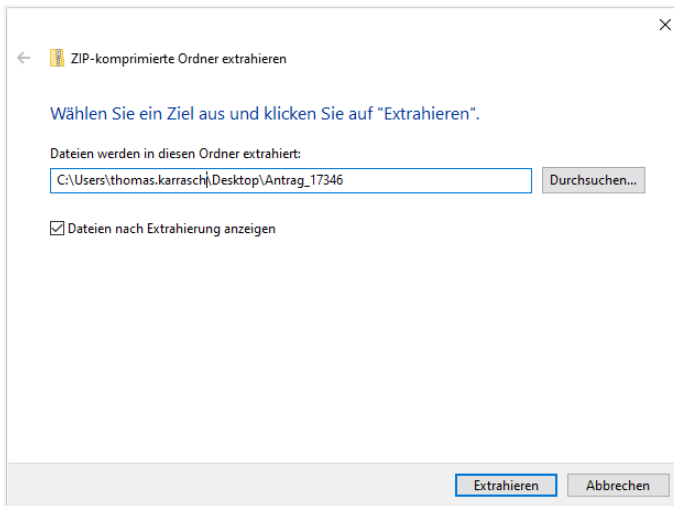 ZIP-komprimierte Ordner extrahieren
Wählen Sie ein Ziel aus und klicken Sie auf "Extrahieren".
Dateien werden in diesen Ordner extrahiert:
C:\Users\thomas.karrasch\Desktop\Antrag_17346
Durchsuchen...
Dateien nach Extrahierung anzeigen
Extrahieren
Abbrechen